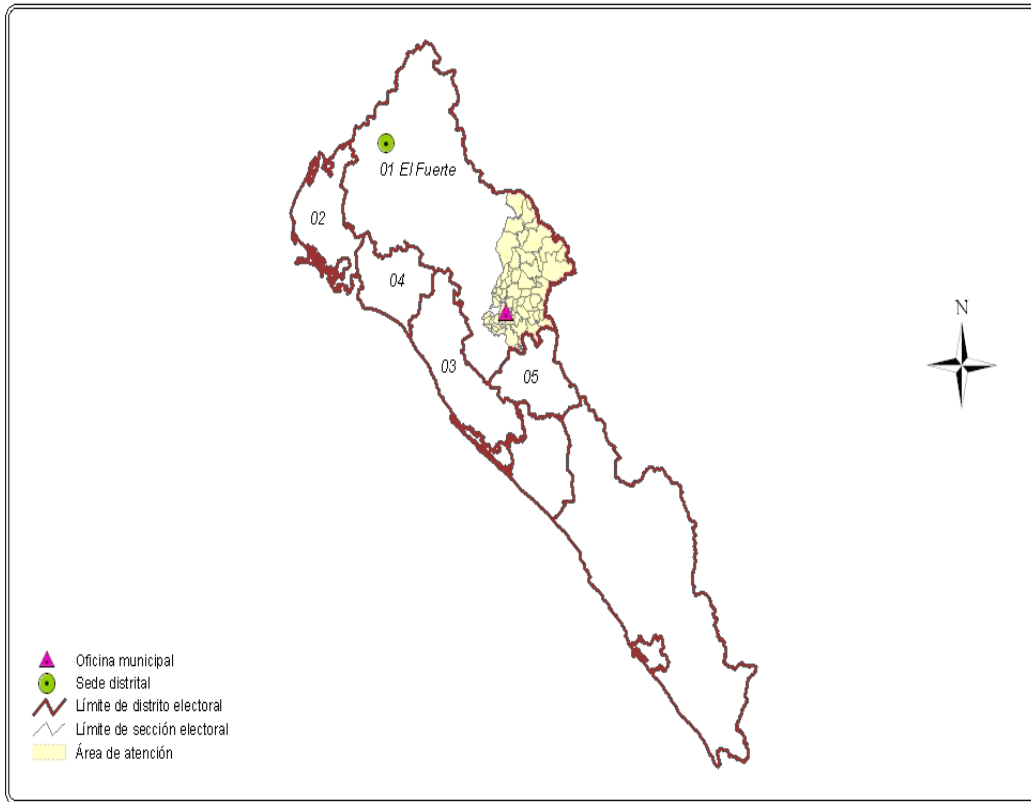 01 El Fuerte
02
04
03
05
N
Oficina municipal
Sede distrital
Límite de distrito electoral
Límite de sección electoral
Área de atención